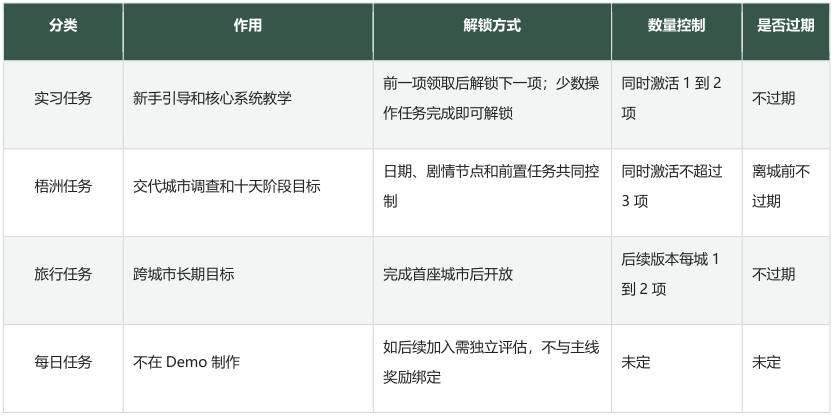 分类 作用 解锁方式 数量控制 是否过期
实习任务 新手引导和核心系统教学 前一项领取后解锁下一项；少数操 同时激活 1 到 2 不过期
作任务完成即可解锁 项
梧洲任务 交代城市调查和十天阶段目标 日期、剧情节点和前置任务共同控 同时激活不超过 离城前不
制 3 项 过期
旅行任务 跨城市长期目标 完成首座城市后开放 后续版本每城 1 不过期
到 2 项
每日任务 不在 Demo 制作 如后续加入需独立评估，不与主线 未定 未定
奖励绑定